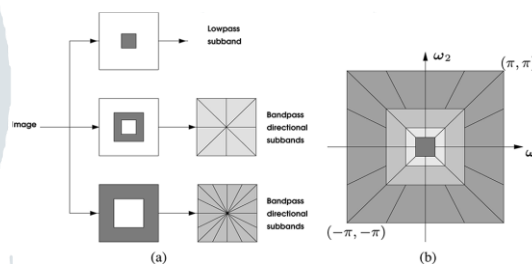 Lowpass
subband
Image
Bandpass
directional
subbands
Bandpass
directional
subbands
(a)
ω₂
(π, π)
ω
(−π, −π)
(b)